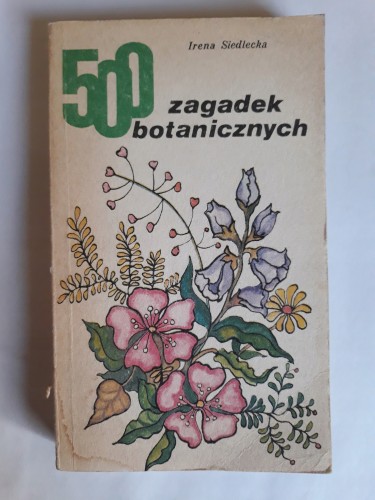 Irena Siedlecka
500 zagadek
botanicznych